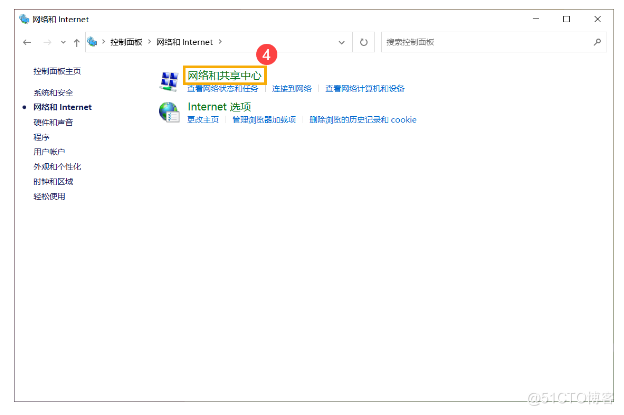 网络和 Internet
控制面板 网络和 Internet 搜索控制面板
4
控制面板主页
系统和安全
网络和 Internet
硬件和声音
程序
用户帐户
外观和个性化
时钟和区域
轻松使用
网络和共享中心
查看网络状态和任务 连接到网络 查看网络计算机和设备
Internet 选项
更改主页 管理浏览器加载项 删除浏览的历史记录和 cookie
@51CTO博客